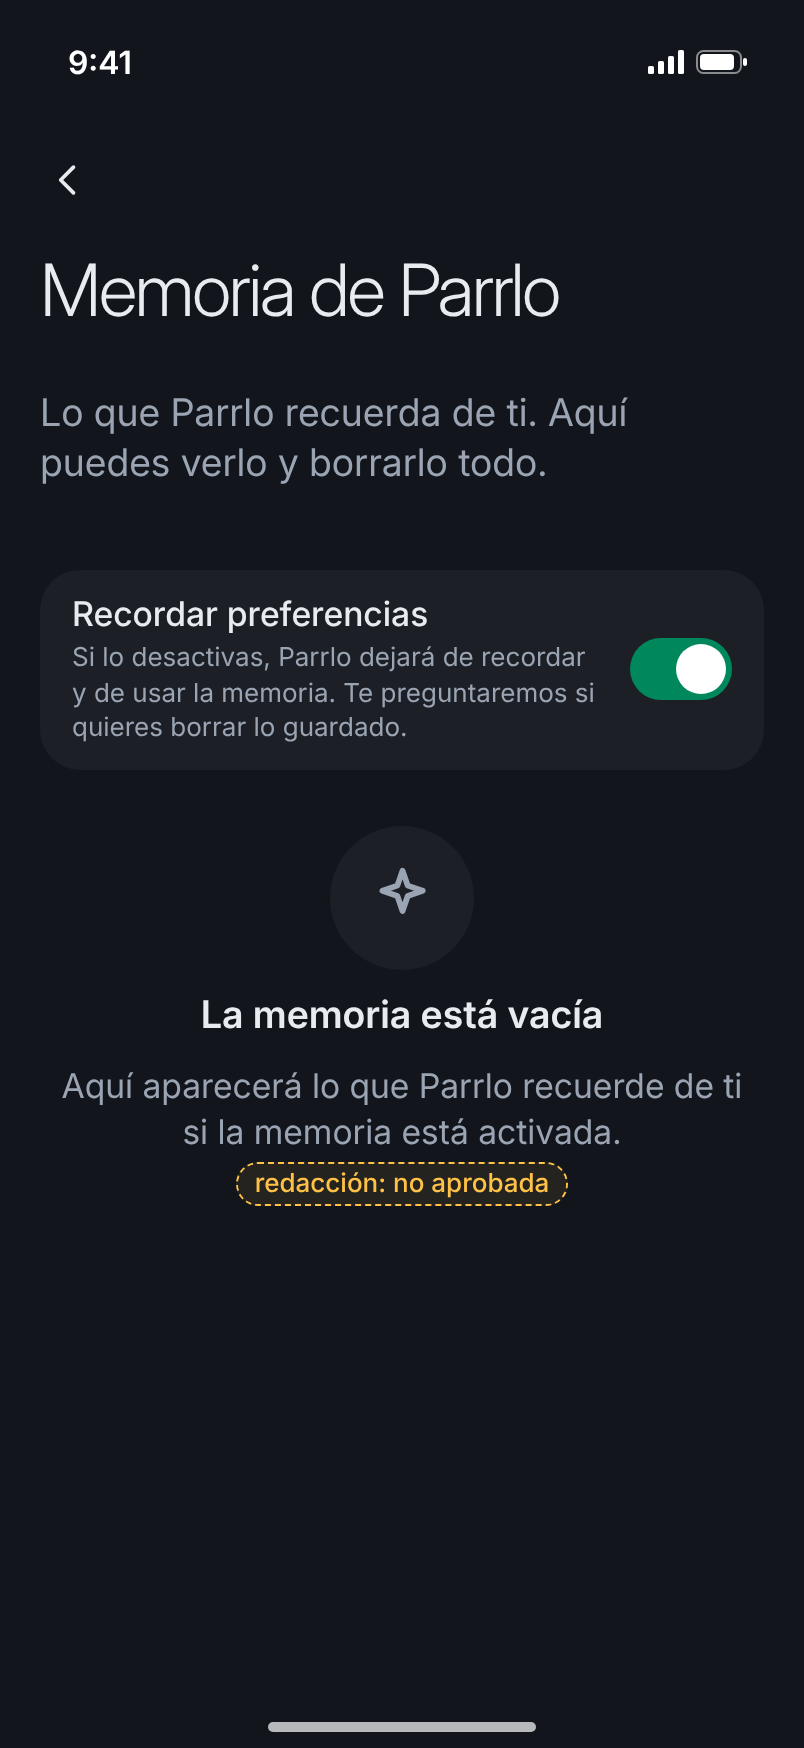 9:41
Memoria de Parrlo
Lo que Parrlo recuerda de ti. Aquí
puedes verlo y borrarlo todo.
Recordar preferencias
Si lo desactivas, Parrlo dejará de recordar
y de usar la memoria. Te preguntaremos si
quieres borrar lo guardado.
La memoria está vacía
Aquí aparecerá lo que Parrlo recuerde de ti
si la memoria está activada.
redacción: no aprobada